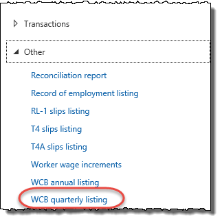 Transactions
Other
Reconciliation report
Record of employment listing
RL-1 slips listing
T4 slips listing
T4A slips listing
Worker wage increments
WCB annual listing
WCB quarterly listing